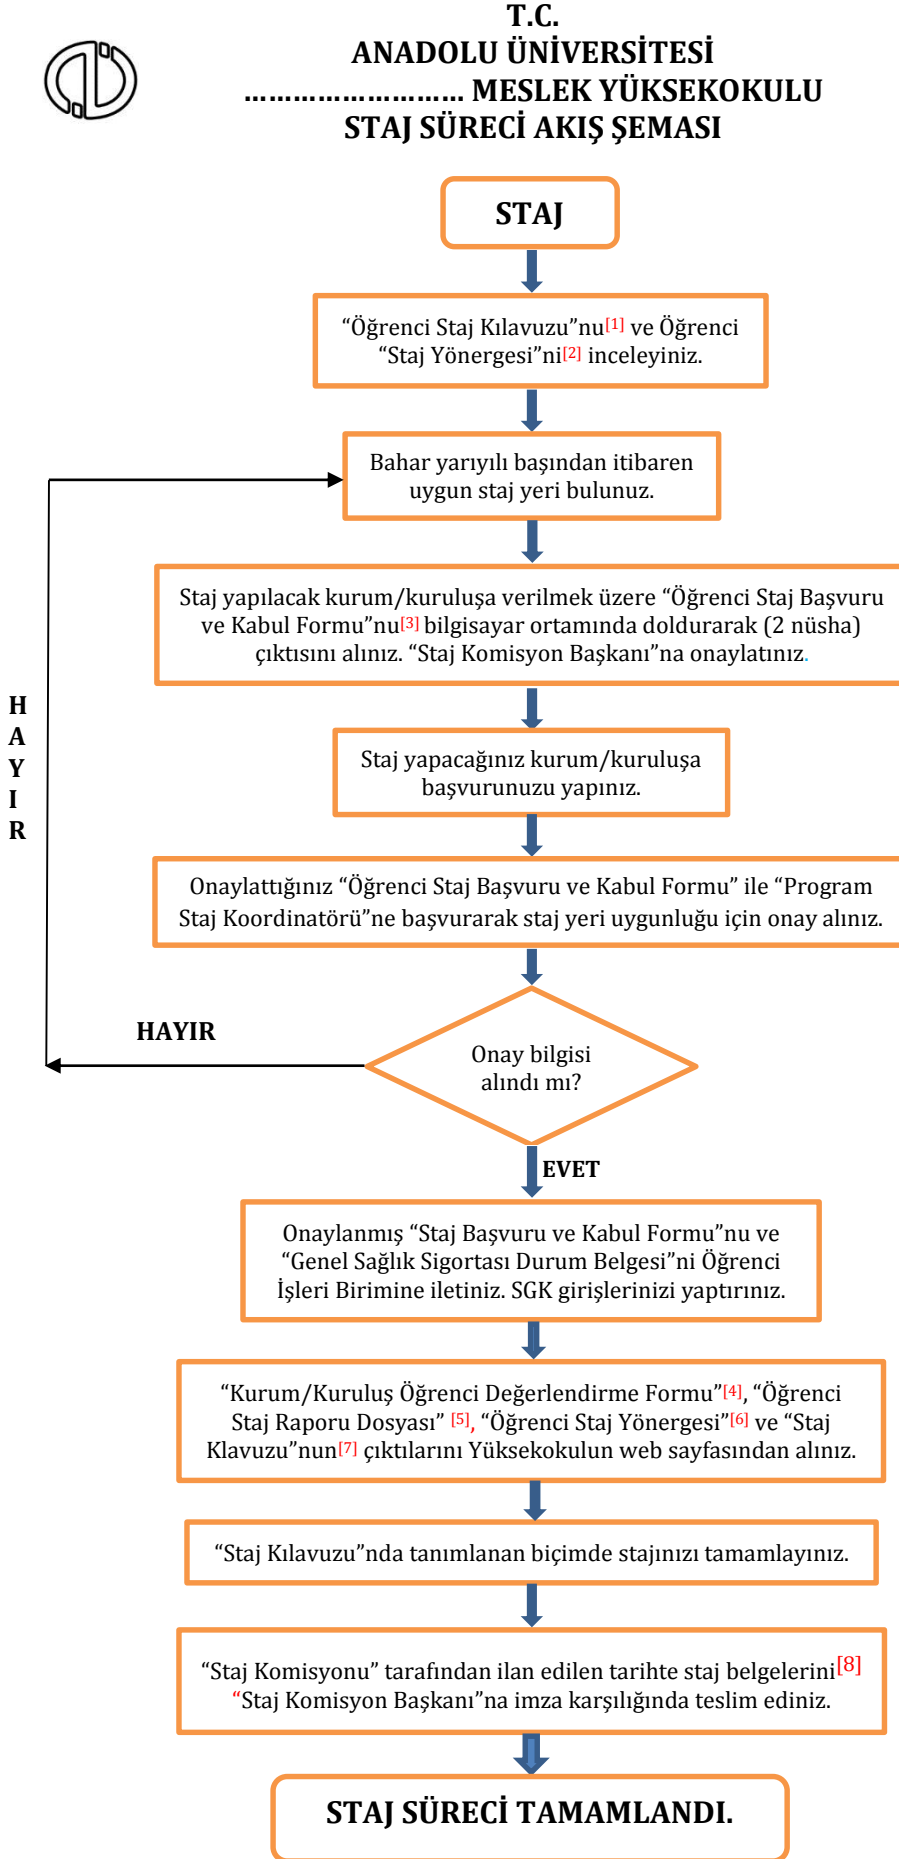 T.C.
ANADOLU ÜNİVERSİTESİ
……………………… MESLEK YÜKSEKOKULU
STAJ SÜRECİ AKIŞ ŞEMASI
STAJ
“Öğrenci Staj Kılavuzu”nu[1] ve Öğrenci
“Staj Yönergesi”ni[2] inceleyiniz.
Bahar yarıyılı başından itibaren
uygun staj yeri bulunuz.
Staj yapılacak kurum/kuruluşa verilmek üzere “Öğrenci Staj Başvuru
ve Kabul Formu”nu[3] bilgisayar ortamında doldurarak (2 nüsha)
çıktısını alınız. “Staj Komisyon Başkanı”na onaylatınız.
H
A
Y
I
R
Staj yapacağınız kurum/kuruluşa
başvurunuzu yapınız.
Onaylattığınız “Öğrenci Staj Başvuru ve Kabul Formu” ile “Program
Staj Koordinatörü”ne başvurarak staj yeri uygunluğu için onay alınız.
HAYIR
Onay bilgisi
alındı mı?
EVET
Onaylanmış “Staj Başvuru ve Kabul Formu”nu ve
“Genel Sağlık Sigortası Durum Belgesi”ni Öğrenci
İşleri Birimine iletiniz. SGK girişlerinizi yaptırınız.
“Kurum/Kuruluş Öğrenci Değerlendirme Formu”[4], “Öğrenci
Staj Raporu Dosyası” [5], “Öğrenci Staj Yönergesi”[6] ve “Staj
Klavuzu”nun[7] çıktılarını Yüksekokulun web sayfasından alınız.
“Staj Kılavuzu”nda tanımlanan biçimde stajınızı tamamlayınız.
“Staj Komisyonu” tarafından ilan edilen tarihte staj belgelerini[8]
“Staj Komisyon Başkanı”na imza karşılığında teslim ediniz.
STAJ SÜRECİ TAMAMLANDI.